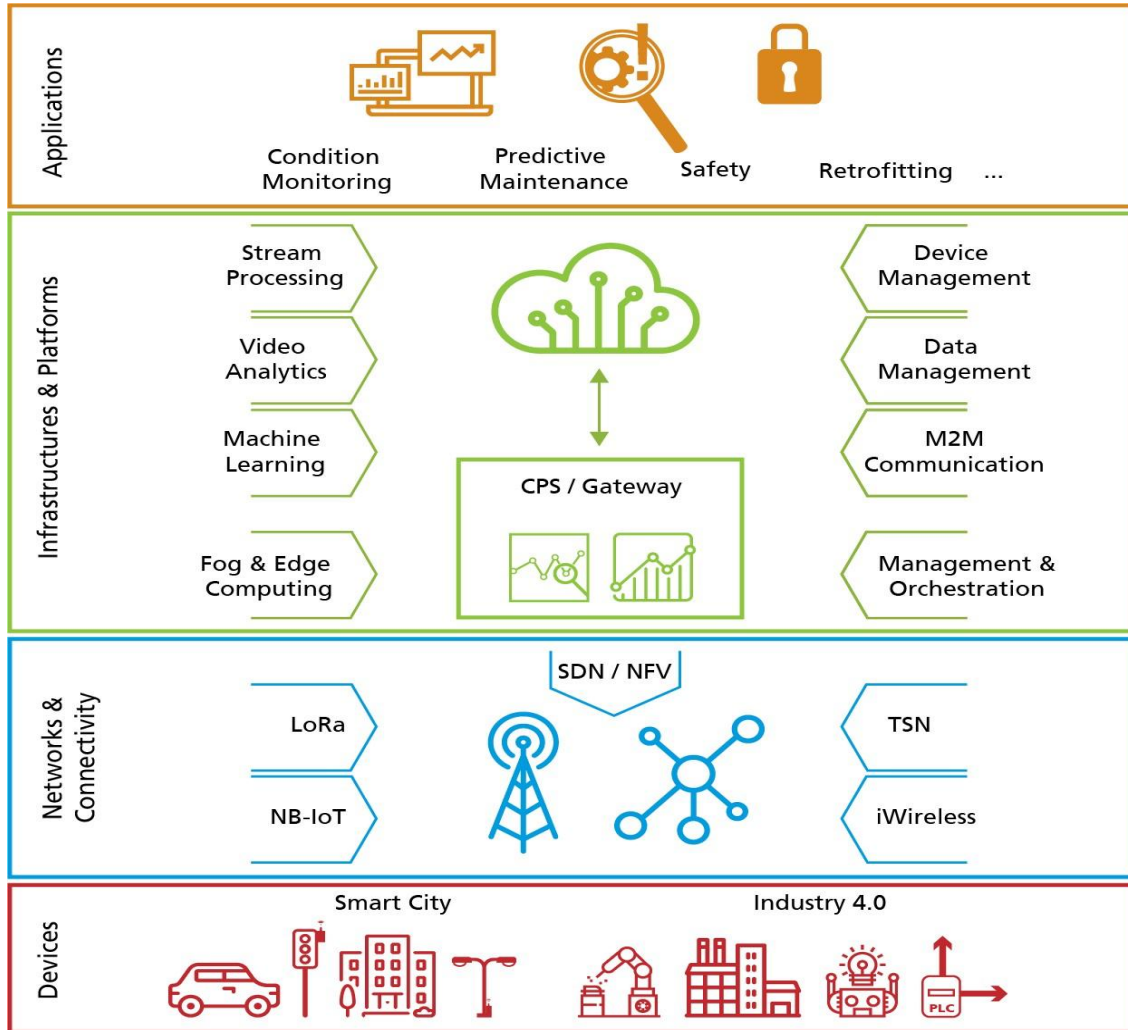 Applications
Condition
Monitoring
Predictive
Maintenance
Safety
Retrofitting
...
Infrastructures & Platforms
Stream
Processing
Video
Analytics
Machine
Learning
Fog & Edge
Computing
CPS / Gateway
Device
Management
Data
Management
M2M
Communication
Management &
Orchestration
Networks &
Connectivity
SDN / NFV
LoRa
NB-IoT
TSN
iWireless
Devices
Smart City
Industry 4.0
PLC